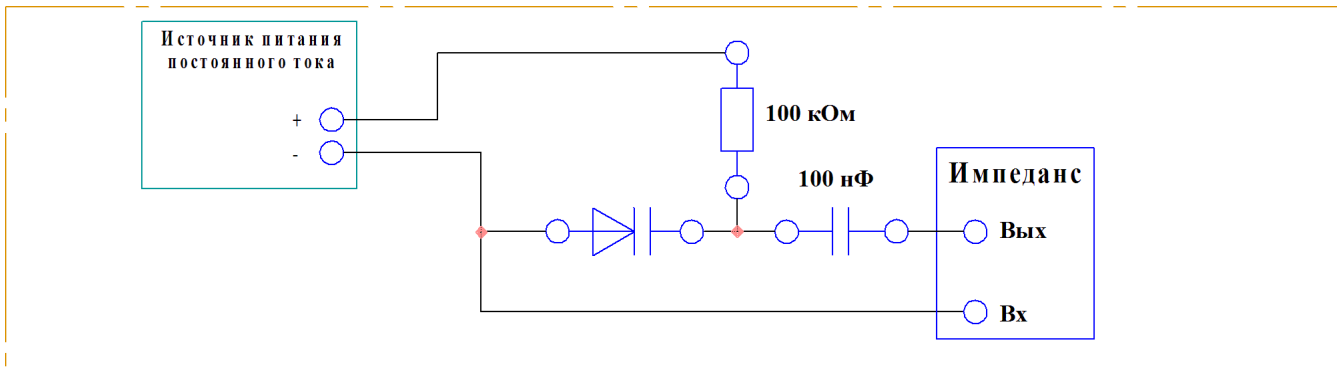 Источник питания
постоянного тока
+
-
100 кОм
100 нФ
Импеданс
Вых
Вх